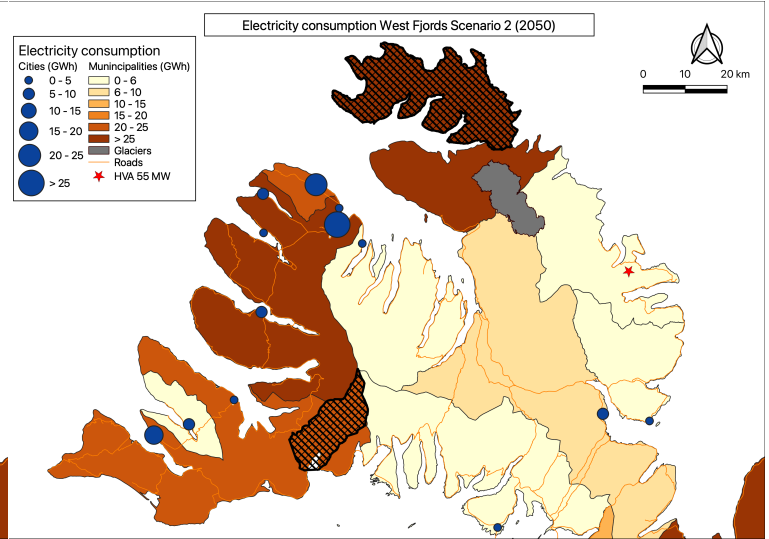 Electricity consumption West Fjords Scenario 2 (2050)
Electricity consumption
Cities (GWh)
0 - 5
5 - 10
10 - 15
15 - 20
20 - 25
> 25
Munincipalities (GWh)
0 - 6
6 - 10
10 - 15
15 - 20
20 - 25
> 25
Glaciers
Roads
HVA 55 MW
0 10 20 km